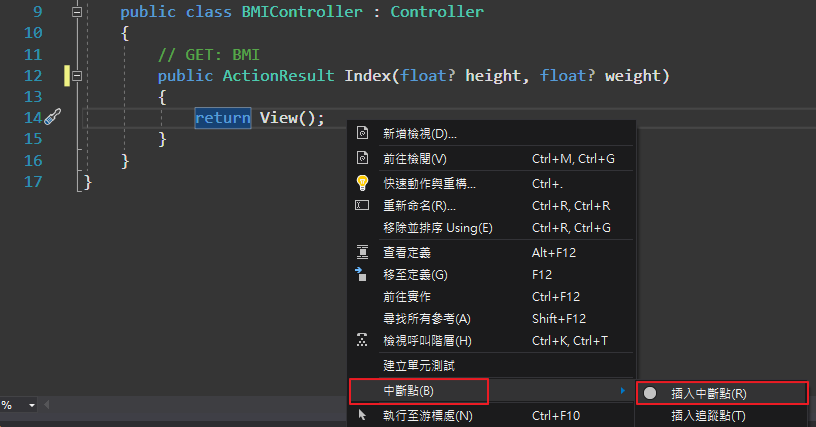 9 public class BMIController : Controller
10 {
11 // GET: BMI
12 public ActionResult Index(float? height, float? weight)
13 {
14 return View();
15 }
16 }
17 }
新增檢視(D)...
前往檢閱(V) Ctrl+M, Ctrl+G
快速動作與重構... Ctrl+.
重新命名(R)... Ctrl+R, Ctrl+R
移除並排序 Using(E) Ctrl+R, Ctrl+G
查看定義 Alt+F12
移至定義(G) F12
前往實作 Ctrl+F12
尋找所有參考(A) Shift+F12
檢視呼叫階層(H) Ctrl+K, Ctrl+T
建立單元測試
中斷點(B)
插入中斷點(R)
% 執行至游標處(N) Ctrl+F10
插入追蹤點(T)